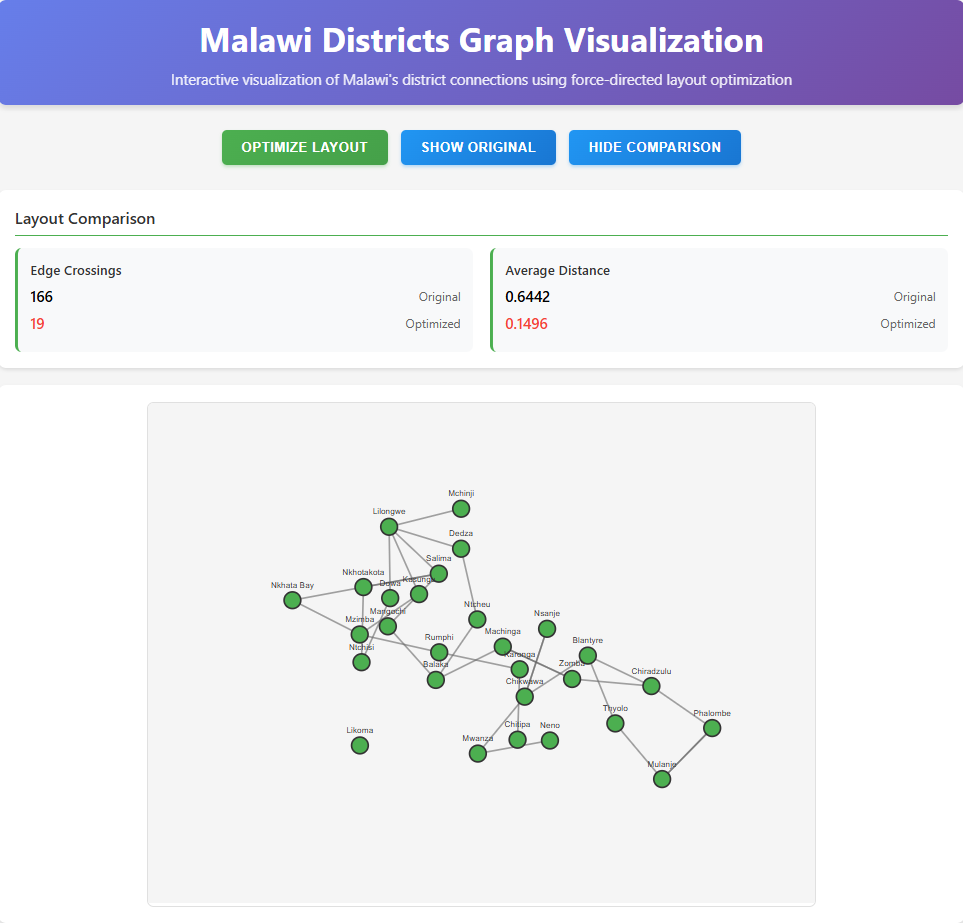 Malawi Districts Graph Visualization
Interactive visualization of Malawi's district connections using force-directed layout optimization
OPTIMIZE LAYOUT
SHOW ORIGINAL
HIDE COMPARISON
Layout Comparison
Edge Crossings
166 Original
19 Optimized
Average Distance
0.6442 Original
0.1496 Optimized
Mchinji
Lilongwe
Dedza
Salima
Nkhotakota
Kasungu
Dowa
Nkhata Bay
Ntcheu
Mangochi
Nsanje
Mzimba
Machinga
Rumphi
Blantyre
Ntchisi
Karonga
Balaka
Zomba
Chiradzulu
Chikwawa
Thyolo
Phalombe
Chitipa
Neno
Likoma
Mwanza
Mulanje